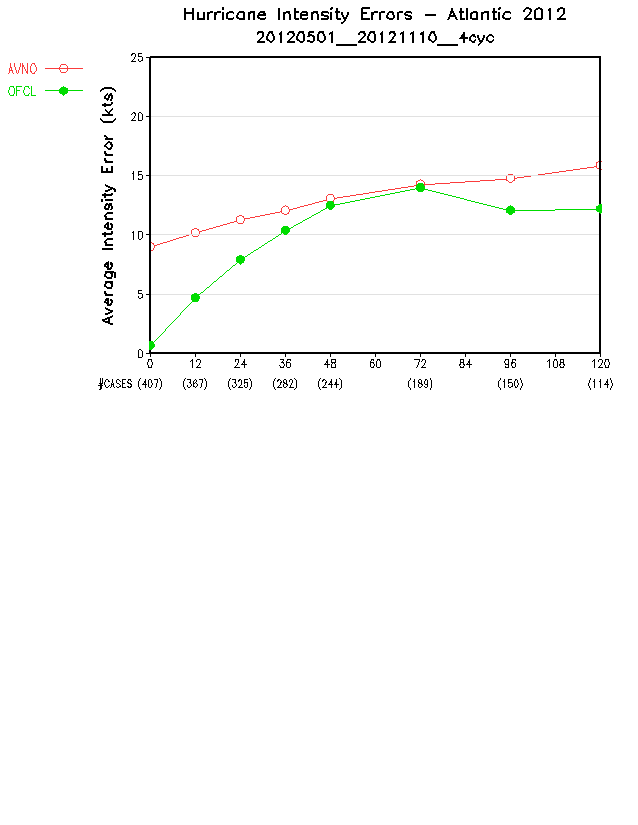 Hurricane Intensity Errors – Atlantic 2012
20120501__20121110__4cyc
AVNO
OFCL
Average Intensity Error (kts)
25
20
15
10
5
0
0 12 24 36 48 60 72 84 96 108 120
#CASES (407) (367) (325) (282) (244) (189) (150) (114)